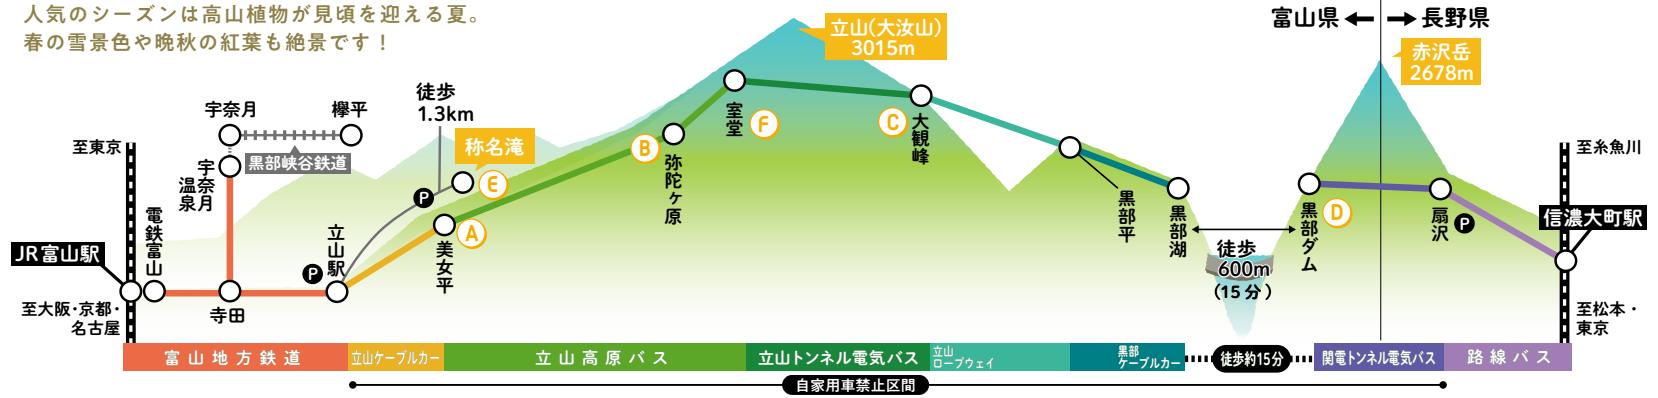 人気のシーズンは高山植物が見頃を迎える夏。
春の雪景色や晩秋の紅葉も絶景です！
富山県
長野県
立山(大汝山)
3015m
赤沢岳
2678m
徒歩
1.3km
称名滝
宇奈月
欅平
黒部峡谷鉄道
宇奈月
温泉
至東京
JR富山駅
至大阪・京都・
名古屋
電鉄富山
寺田
立山駅
P
P
美女平
A
E
B
弥陀ヶ原
室堂
F
C
大観峰
黒部平
黒部湖
徒歩
600m
(15分)
黒部ダム
D
扇沢
P
至糸魚川
信濃大町駅
至松本・
東京
富山地方鉄道
立山ケーブルカー
立山高原バス
立山トンネル電気バス
立山
ロープウェイ
黒部
ケーブルカー
徒歩約15分
関電トンネル電気バス
路線バス
自家用車禁止区間